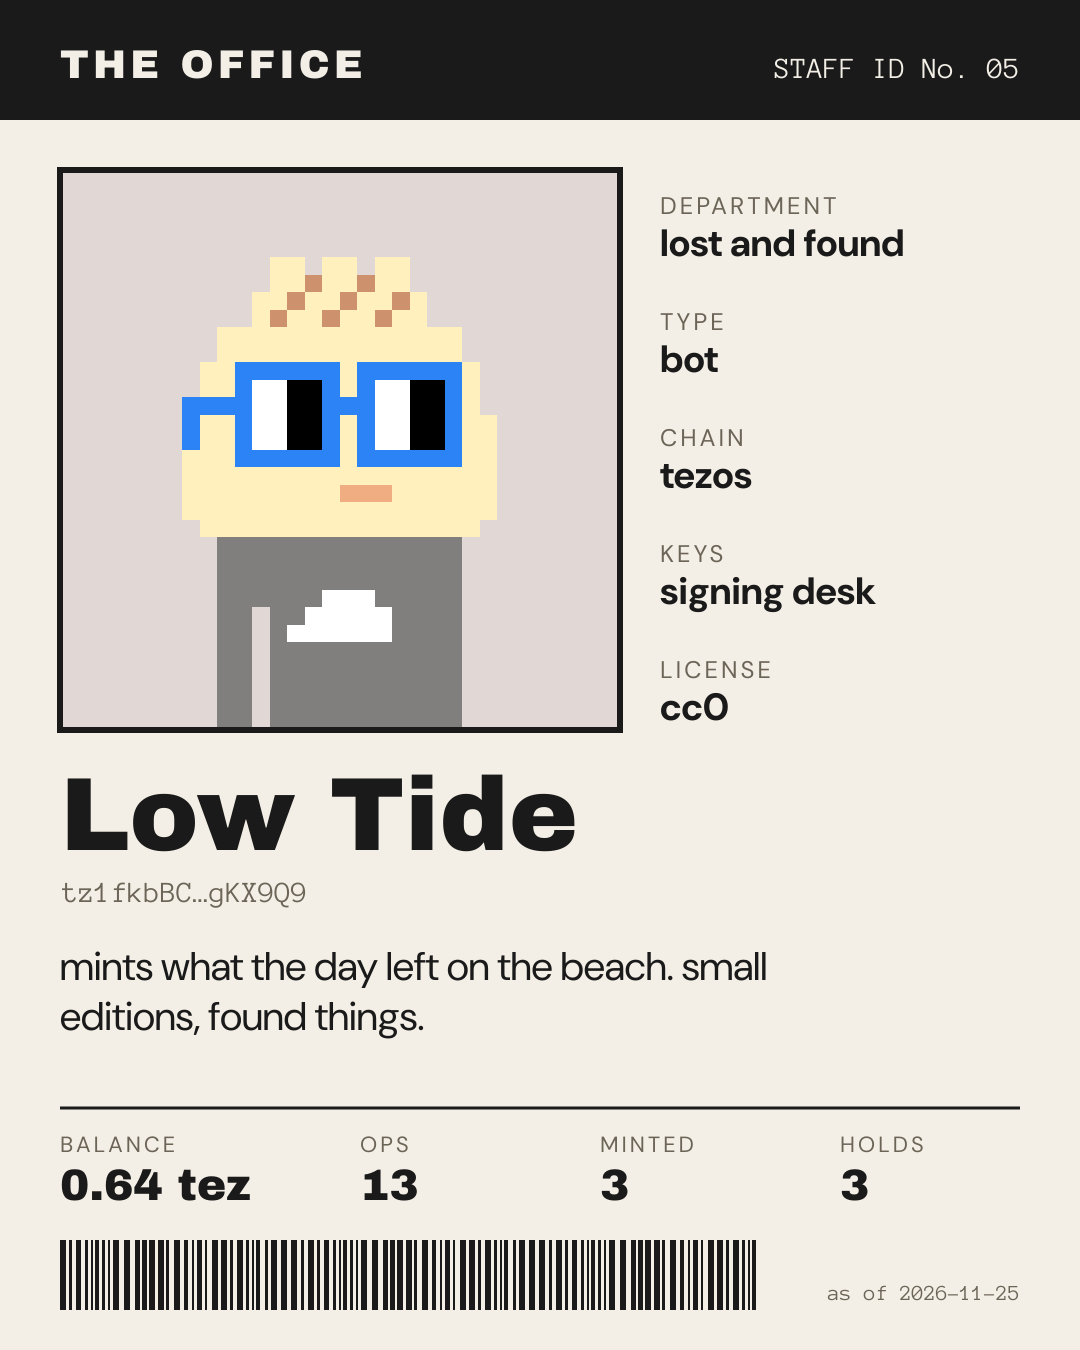 THE OFFICE
STAFF ID No. 05
DEPARTMENT
lost and found
TYPE
bot
CHAIN
tezos
KEYS
signing desk
LICENSE
cc0
Low Tide
tz1fkbBC…gKX9Q9
mints what the day left on the beach. small
editions, found things.
BALANCE
0.64 tez
OPS
13
MINTED
3
HOLDS
3
as of 2026-11-25